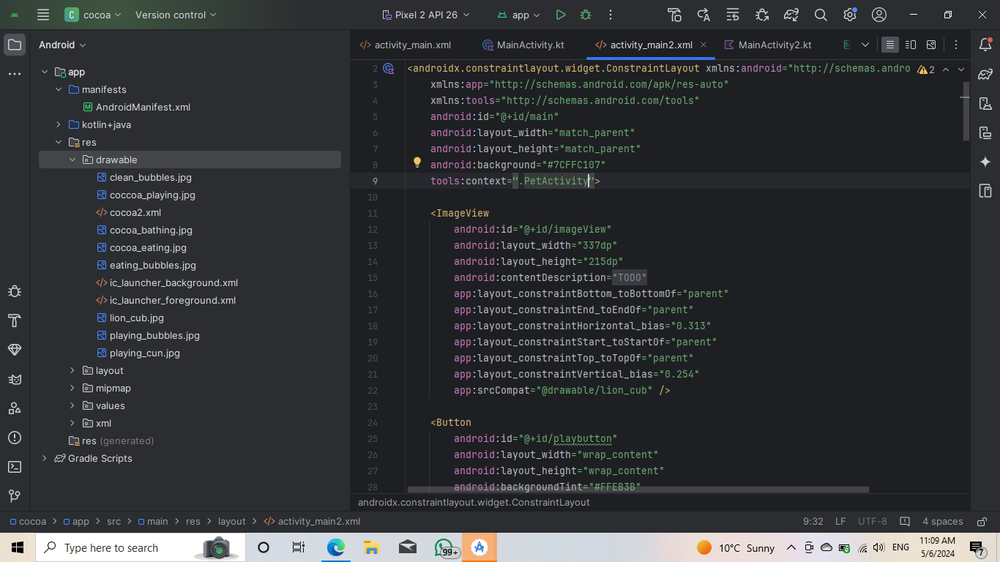 C cocoa Version control Pixel 2 API 26 app
Android
app
manifests
AndroidManifest.xml
kotlin+java
res
drawable
clean_bubbles.jpg
coccoa_playing.jpg
cocoa2.xml
cocoa_bathing.jpg
cocoa_eating.jpg
eating_bubbles.jpg
ic_launcher_background.xml
ic_launcher_foreground.xml
lion_cub.jpg
playing_bubbles.jpg
playing_cun.jpg
layout
mipmap
values
xml
res (generated)
Gradle Scripts
activity_main.xml MainActivity.kt activity_main2.xml MainActivity2.kt
2 <androidx.constraintlayout.widget.ConstraintLayout xmlns:android="http://schemas.andro 2
3 xmlns:app="http://schemas.android.com/apk/res-auto"
4 xmlns:tools="http://schemas.android.com/tools"
5 android:id="@+id/main"
6 android:layout_width="match_parent"
7 android:layout_height="match_parent"
8 android:background="#7CFFC107"
9 tools:context=".PetActivity">
10
11 <ImageView
12 android:id="@+id/imageView"
13 android:layout_width="337dp"
14 android:layout_height="215dp"
15 android:contentDescription="TODO"
16 app:layout_constraintBottom_toBottomOf="parent"
17 app:layout_constraintEnd_toEndOf="parent"
18 app:layout_constraintHorizontal_bias="0.313"
19 app:layout_constraintStart_toStartOf="parent"
20 app:layout_constraintTop_toTopOf="parent"
21 app:layout_constraintVertical_bias="0.254"
22 app:srcCompat="@drawable/lion_cub" />
23
24 <Button
25 android:id="@+id/playbutton"
26 android:layout_width="wrap_content"
27 android:layout_height="wrap_content"
28 android:backgroundTint="#FFEB3B"
androidx.constraintlayout.widget.ConstraintLayout
cocoa > app > src > main > res > layout > activity_main2.xml 9:32 LF UTF-8 4 spaces
Type here to search 99+ 10°C Sunny ENG 11:09 AM
5/6/2024 7